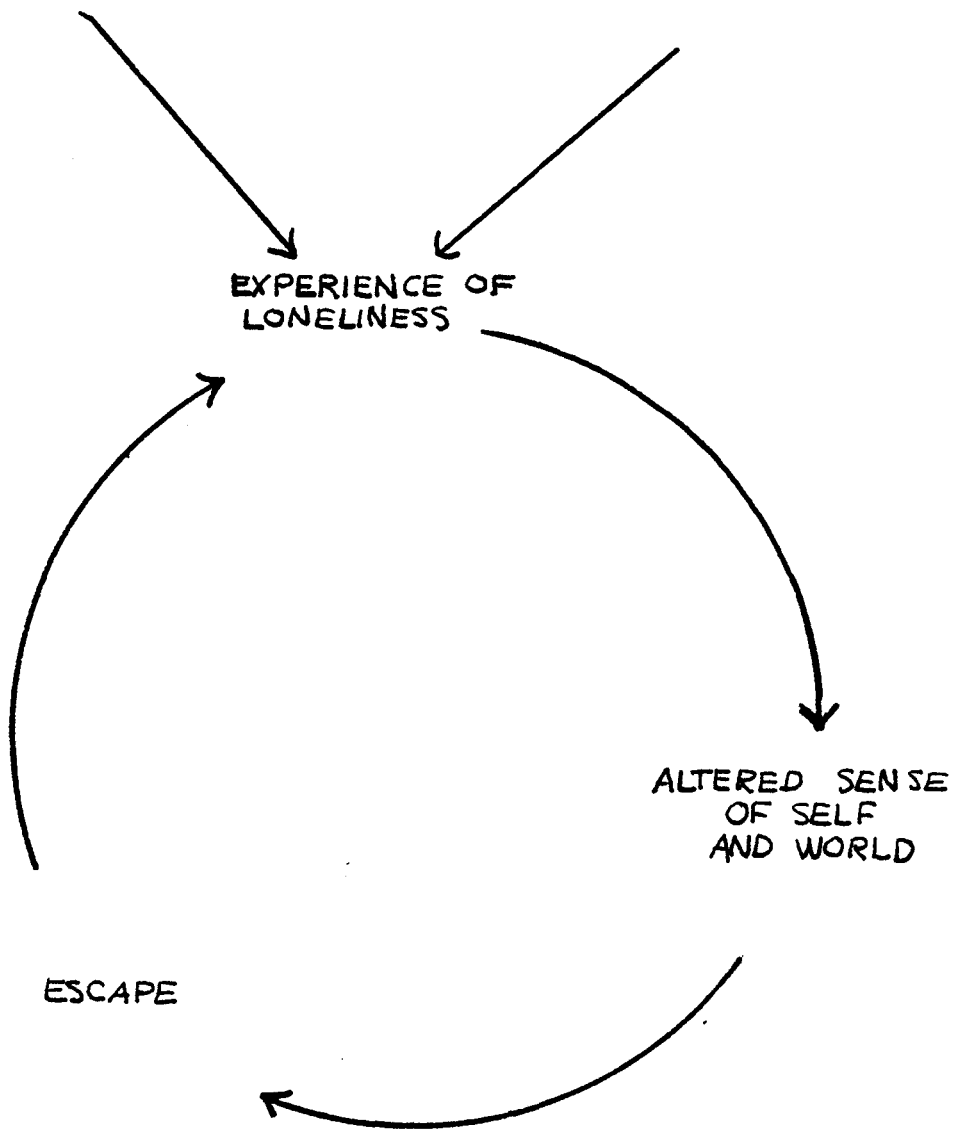 EXPERIENCE OF
LONELINESS
ALTERED SENSE
OF SELF
AND WORLD
ESCAPE